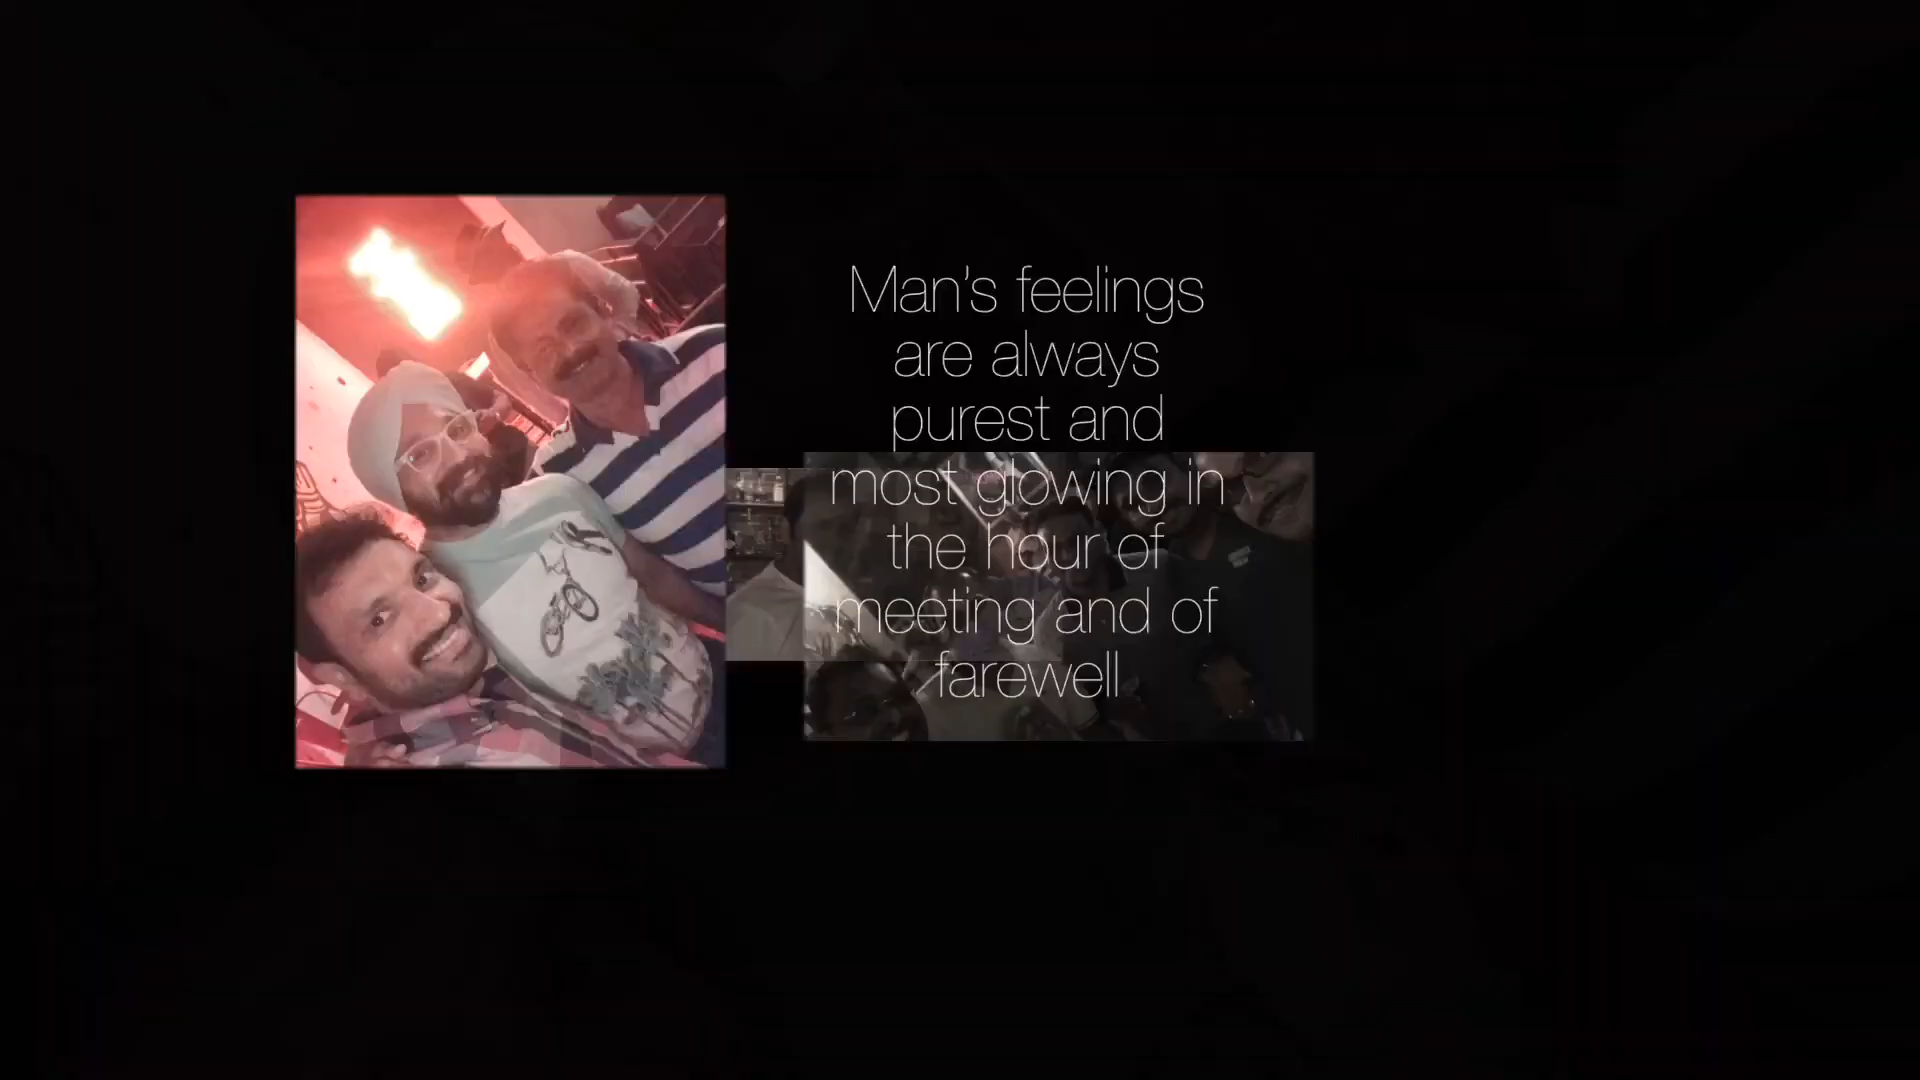 Man's feelings
are always
purest and
most glowing in
the hour of
meeting and of
farewell